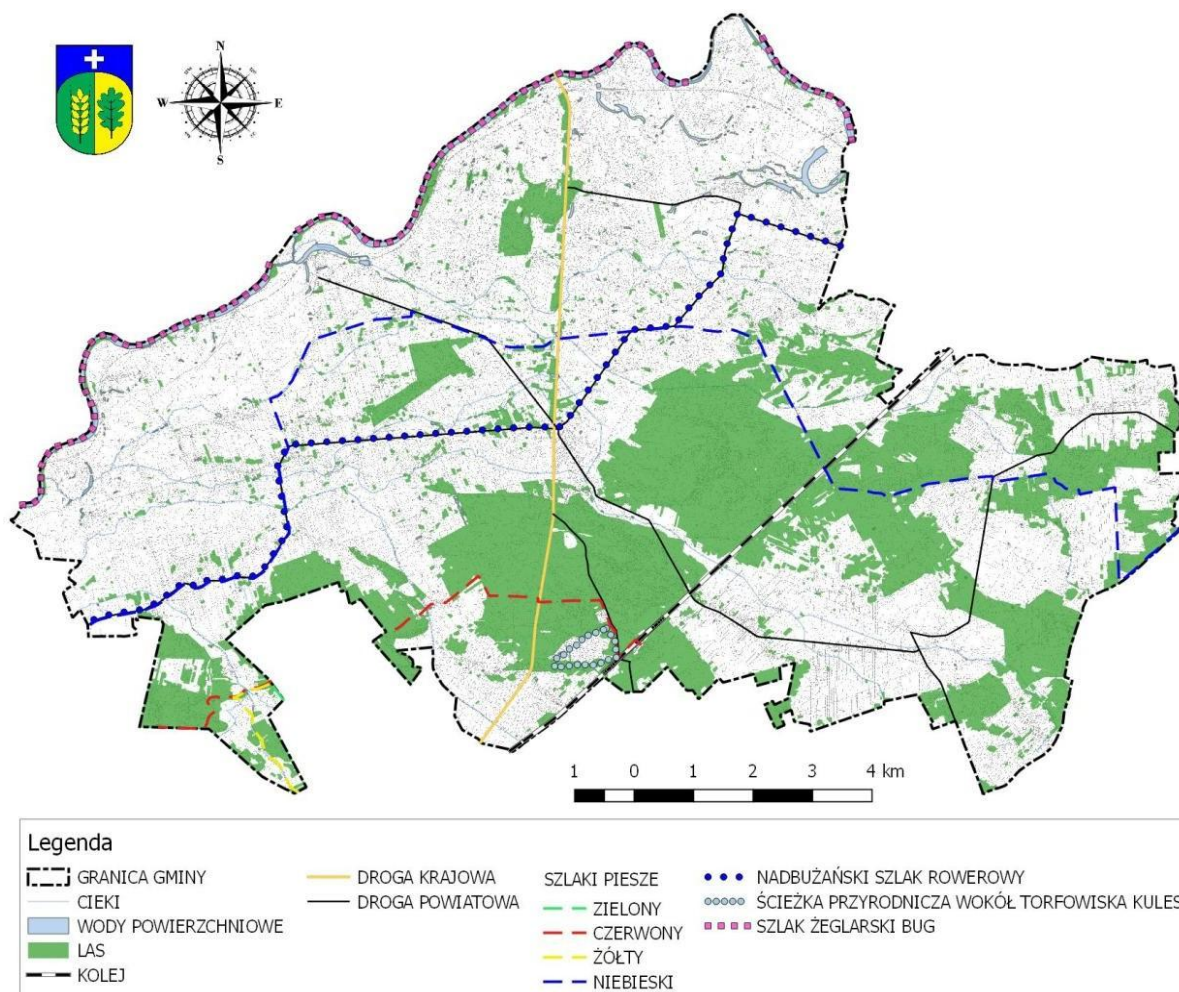 N
W E
S
1 0 1 2 3 4 km
Legenda
GRANICA GMINY
CIEKI
WODY POWIERZCHNIOWE
LAS
KOLEJ
DROGA KRAJOWA
DROGA POWIATOWA
SZLAKI PIESZE
ZIELONY
CZERWONY
ŻÓŁTY
NIEBIESKI
NADBUŻAŃSKI SZLAK ROWEROWY
ŚCIEŻKA PRZYRODNICZA WOKÓŁ TORFOWISKA KULES
SZLAK ŻEGLARSKI BUG